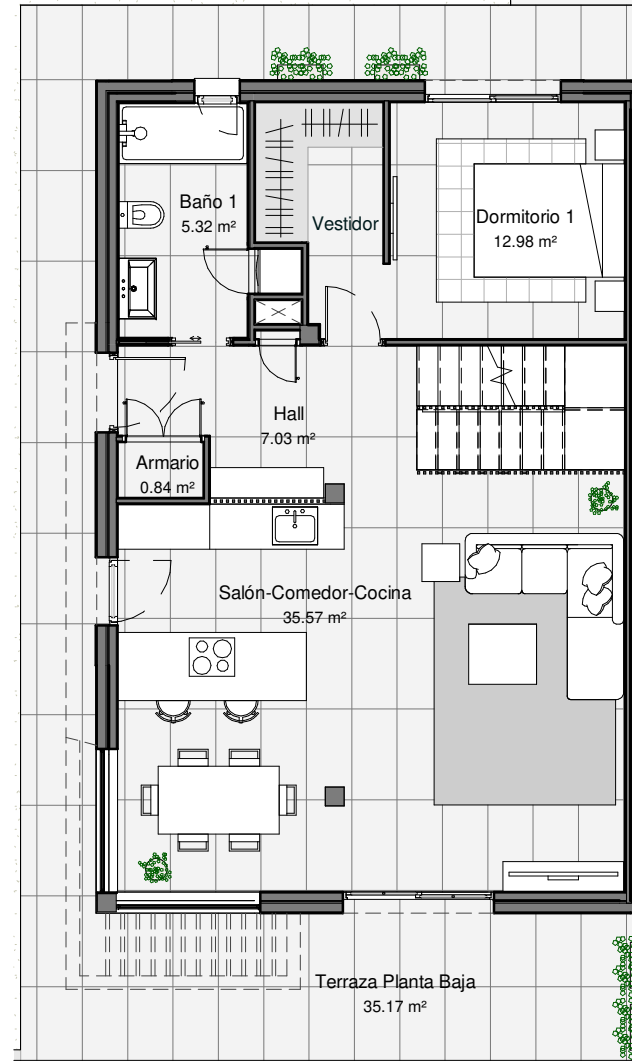 Baño 1
5.32 m²
Vestidor
Dormitorio 1
12.98 m²
Hall
7.03 m²
Armario
0.84 m²
Salón-Comedor-Cocina
35.57 m²
Terraza Planta Baja
35.17 m²